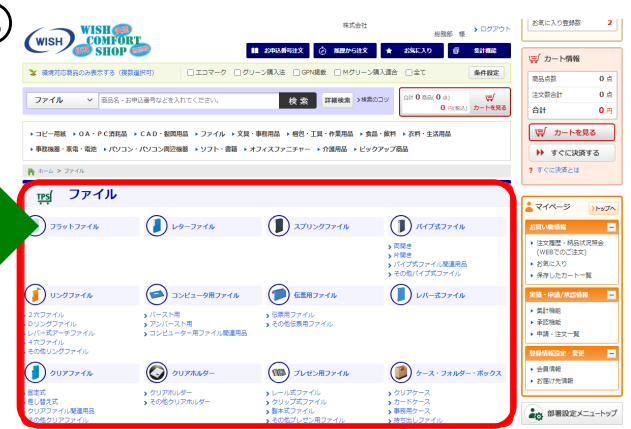 WISH
WISH
COMFORT
SHOP
株式会社
総務部 様
ログアウト
お申込番号注文
履歴から注文
お気に入り
集計機能
環境対応商品のみ表示する（複数選択可）
エコマーク グリーン購入法 GPN掲載 Mグリーン購入適合 全て
条件設定
ファイル
商品名・お申込番号などを入れてください。
検 索
詳細検索
検索のコツ
合計 0 商品( 0 点)
0 円(税込)
カートを見る
コピー用紙 OA・PC消耗品 CAD・製図用品 ファイル 文具・事務用品 梱包・工具・作業用品 食品・飲料 衣料・生活用品
事務機器・家電・電池 パソコン・パソコン周辺機器 ソフト・書籍 オフィスファニチャー 介護用品 ピックアップ商品
ホーム > ファイル
ファイル
フラットファイル
レターファイル
スプリングファイル
パイプ式ファイル
両開き
片開き
パイプ式ファイル関連用品
その他パイプ式ファイル
リングファイル
２穴ファイル
Dリングファイル
レバー式アーチファイル
４穴ファイル
その他リングファイル
コンピュータ用ファイル
バースト用
アンバースト用
コンピューター用ファイル関連用品
伝票用ファイル
伝票用ファイル
その他伝票用ファイル
レバー式ファイル
クリアファイル
固定式
差し替え式
クリアファイル関連用品
その他クリアファイル
クリアホルダー
クリアホルダー
その他クリアホルダー
プレゼン用ファイル
レール式ファイル
クリップ式ファイル
製本式ファイル
その他プレゼン用ファイル
ケース・フォルダー・ボックス
クリアケース
カードケース
事務用ケース
持ち出しファイル
お気に入り登録数 2
カート情報
商品点数 0 点
注文数合計 0 点
合計 0 円
カートを見る
すぐに決済する
すぐに決済とは
マイページ
トップへ
お買い物情報
注文履歴・納品状況照会
(WEBでのご注文)
お気に入り
保存したカート一覧
実績・申請/承認情報
集計機能
承認機能
申請・注文一覧
登録情報設定・変更
会員情報
お届け先情報
部署設定メニュートップ